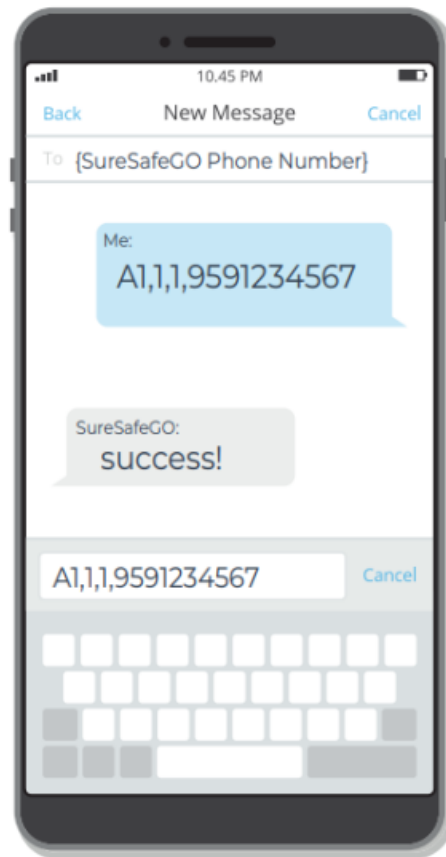 10.45 PM
Back New Message Cancel
To {SureSafeGO Phone Number}
Me:
A1,1,1,9591234567
SureSafeGO:
success!
A1,1,1,9591234567 Cancel